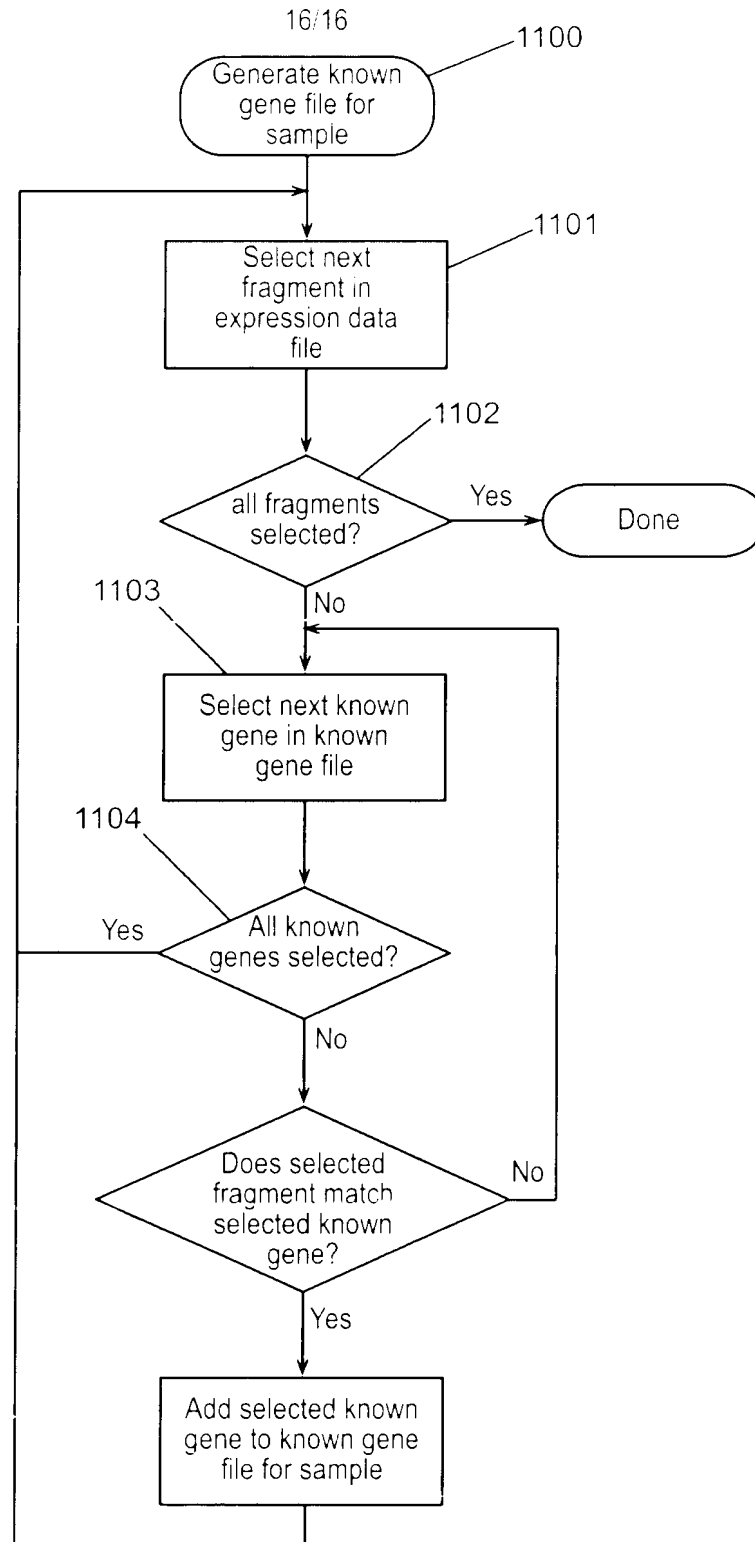 16/16
1100
Generate known
gene file for
sample
1101
Select next
fragment in
expression data
file
1102
all fragments
selected?
Yes
Done
No
1103
Select next known
gene in known
gene file
1104
All known
genes selected?
Yes
No
Does selected
fragment match
selected known
gene?
No
Yes
Add selected known
gene to known gene
file for sample